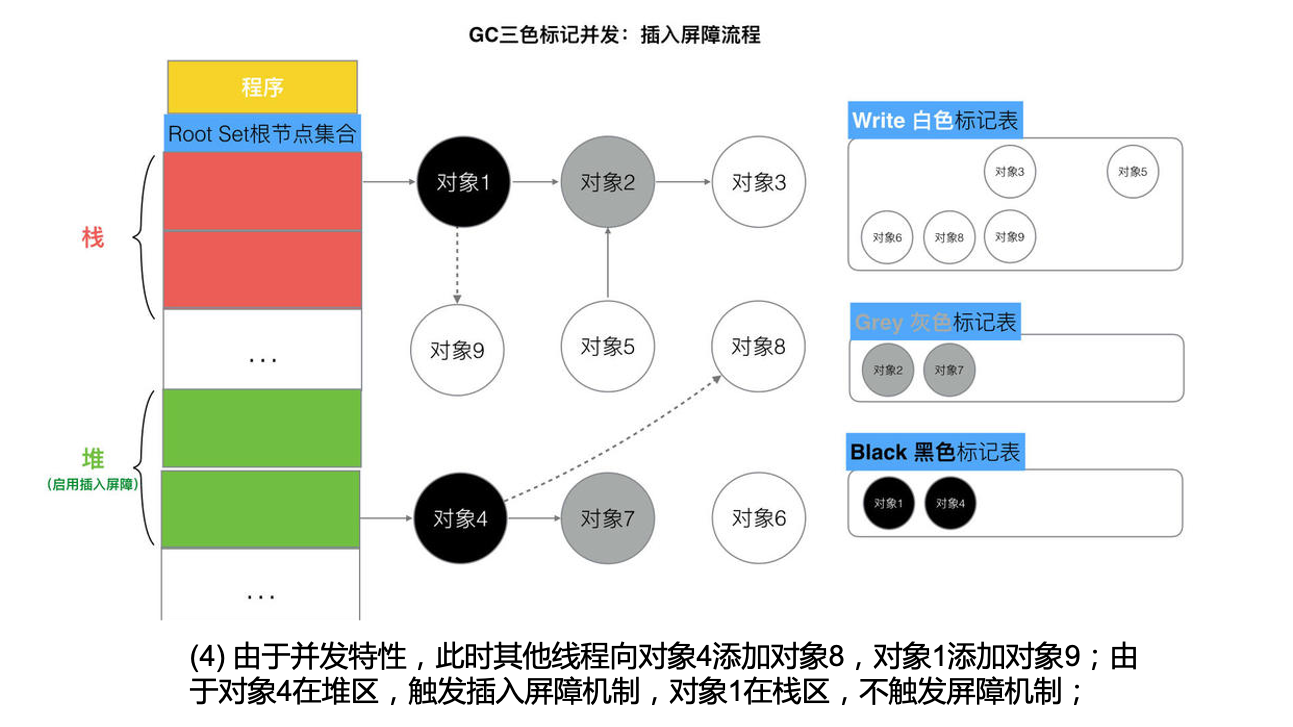 GC三色标记并发：插入屏障流程
程序
Root Set根节点集合
栈
...
堆
(启用插入屏障)
...
对象1
对象2
对象3
对象9
对象5
对象8
对象4
对象7
对象6
Write 白色标记表
对象3
对象5
对象6
对象8
对象9
Grey 灰色标记表
对象2
对象7
Black 黑色标记表
对象1
对象4
(4) 由于并发特性，此时其他线程向对象4添加对象8，对象1添加对象9；由
于对象4在堆区，触发插入屏障机制，对象1在栈区，不触发屏障机制；